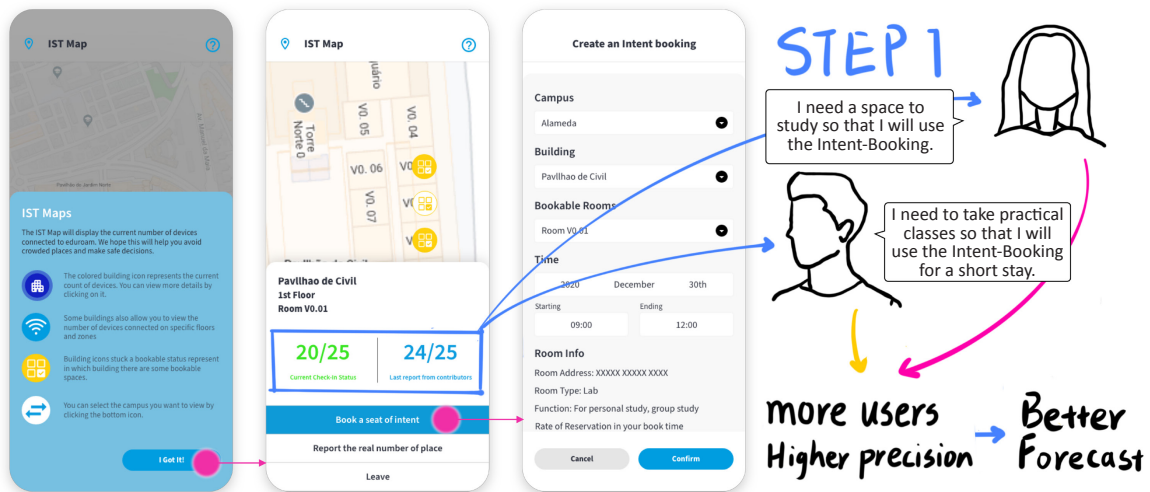 IST Map
Pavilhão do Jardim Norte
IST Maps
The IST Map will display the current number of devices
connected to eduroam. We hope this will help you avoid
crowded places and make safe decisions.
The colored building icon represents the current
count of devices. You can view more details by
clicking on it.
Some buildings also allow you to view the
number of devices connected on specific floors
and zones
Building icons stuck a bookable status represent
in which building there are some bookable
spaces.
You can select the campus you want to view by
clicking the bottom icon.
I Got It!
IST Map
uário
Torre
Norte 0
V0. 05
V0. 04
V0. 06
V0. 07
Pavllhao de Civil
1st Floor
Room V0.01
20/25
24/25
Current Check-in Status
Last report from contributors
Book a seat of intent
Report the real number of place
Leave
Create an Intent booking
Campus
Alameda
Building
Pavllhao de Civil
Bookable Rooms
Room V0.01
Time
2020 December 30th
Starting Ending
09:00 12:00
Room Info
Room Address: XXXXX XXXXX XXXX
Room Type: Lab
Function: For personal study, group study
Rate of Reservation in your book time
Cancel
Confirm
STEP 1
I need a space to
study so that I will use
the Intent-Booking.
I need to take practical
classes so that I will
use the Intent-Booking
for a short stay.
more users
Higher precision
Better
Forecast